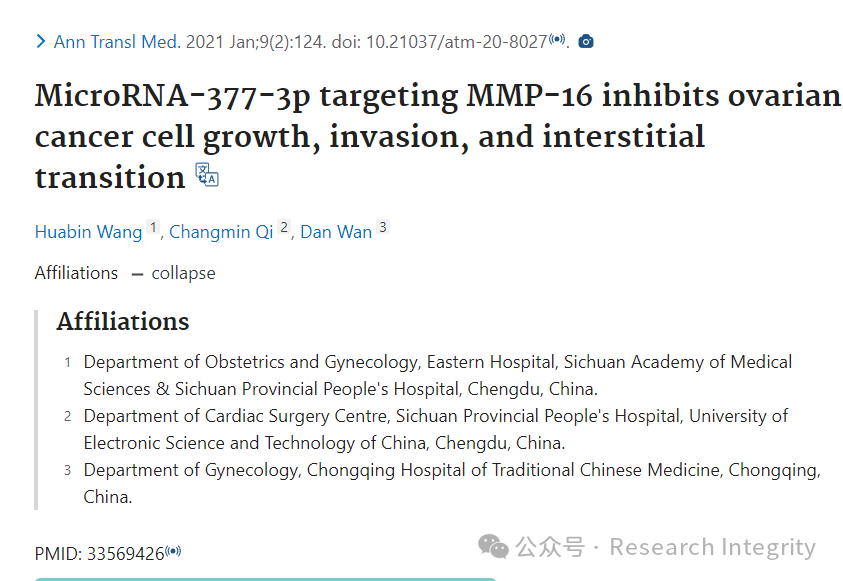 Ann Transl Med. 2021 Jan;9(2):124. doi: 10.21037/atm-20-8027.
MicroRNA-377-3p targeting MMP-16 inhibits ovarian
cancer cell growth, invasion, and interstitial
transition
Huabin Wang 1, Changmin Qi 2, Dan Wan 3
Affiliations — collapse
Affiliations
1 Department of Obstetrics and Gynecology, Eastern Hospital, Sichuan Academy of Medical
Sciences & Sichuan Provincial People's Hospital, Chengdu, China.
2 Department of Cardiac Surgery Centre, Sichuan Provincial People's Hospital, University of
Electronic Science and Technology of China, Chengdu, China.
3 Department of Gynecology, Chongqing Hospital of Traditional Chinese Medicine, Chongqing,
China.
PMID: 33569426
公众号 · Research Integrity